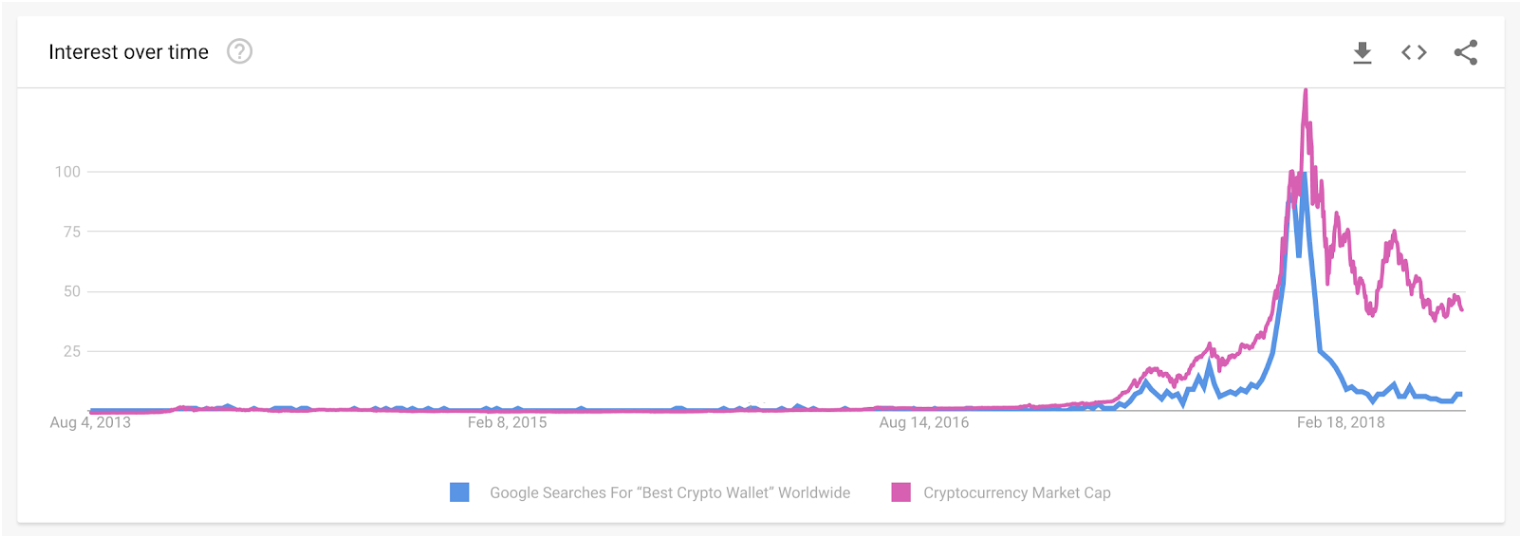 Interest over time ?
100
75
50
25
Aug 4, 2013 Feb 8, 2015 Aug 14, 2016 Feb 18, 2018
Google Searches For “Best Crypto Wallet” Worldwide Cryptocurrency Market Cap